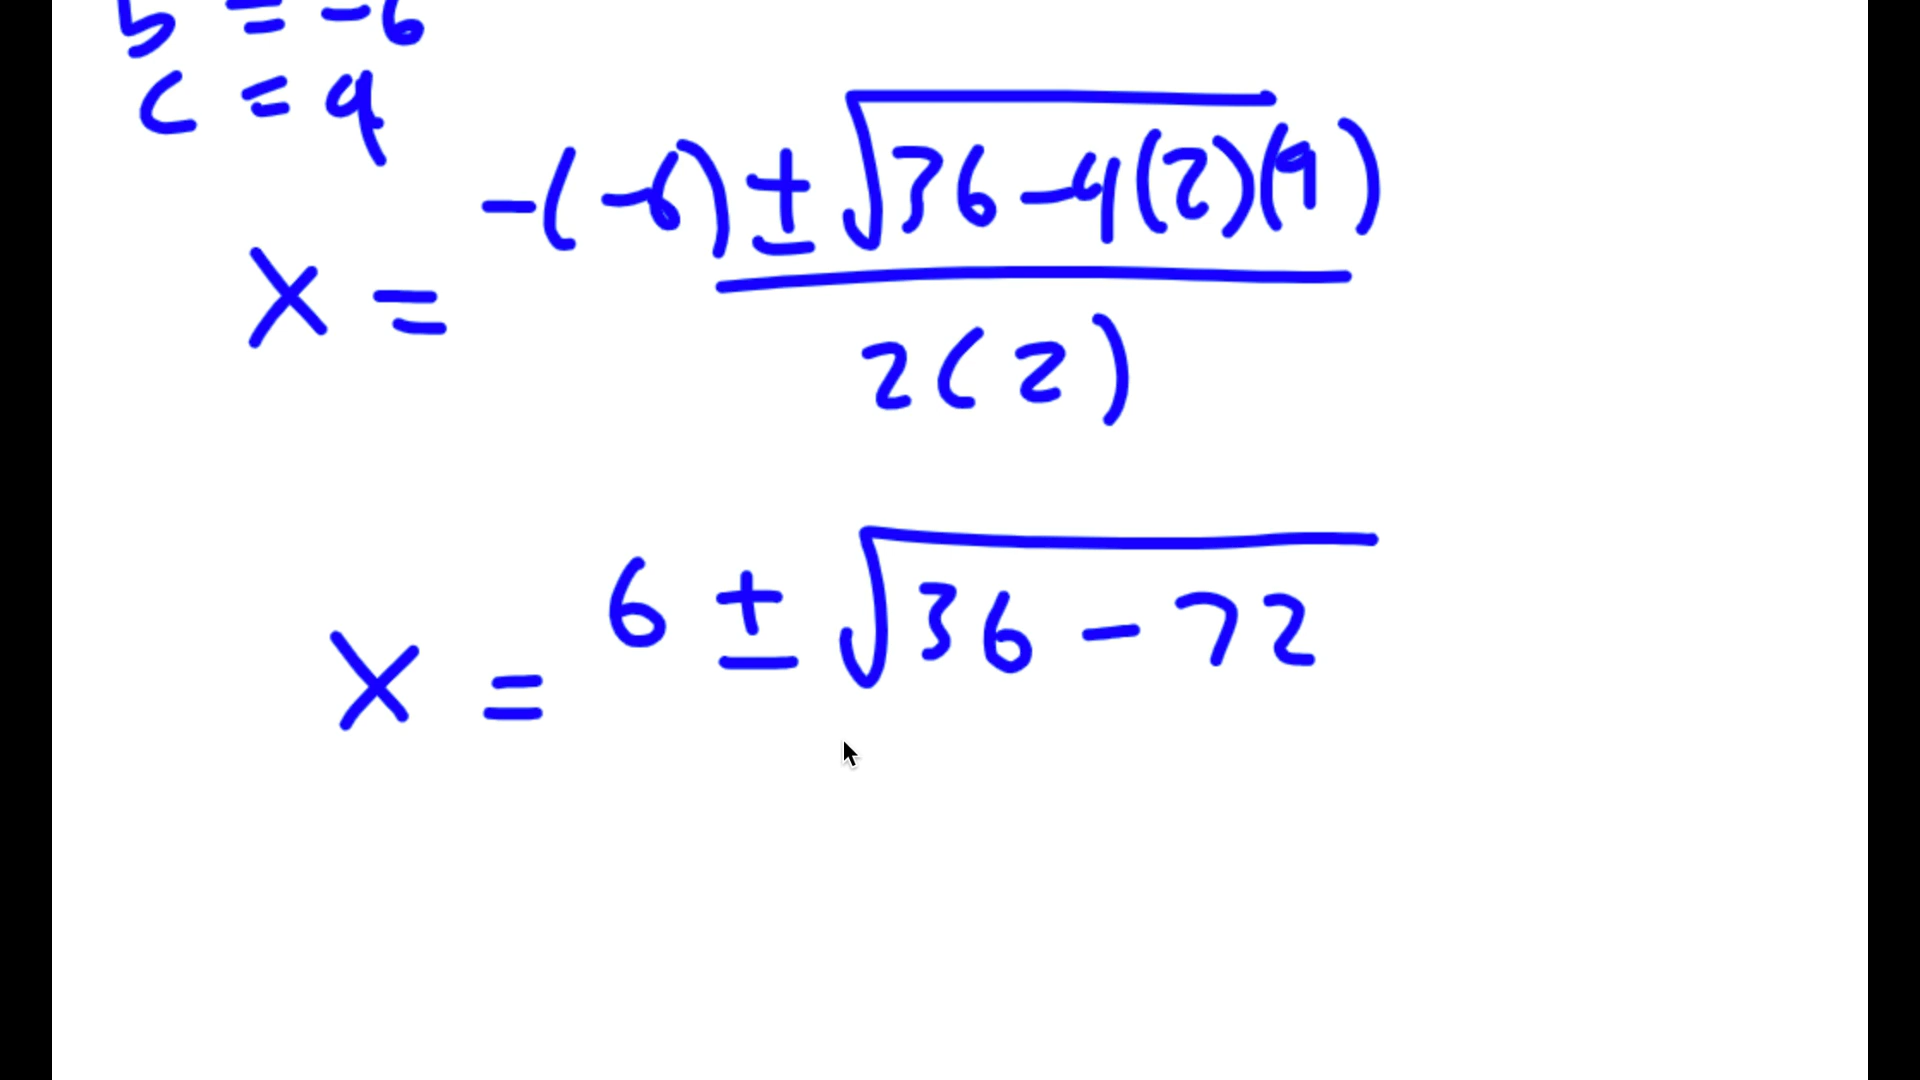 b = -6
c = 9
x = -(-6) ± √36-4(2)(9)
2(2)
x = 6 ± √36 - 72